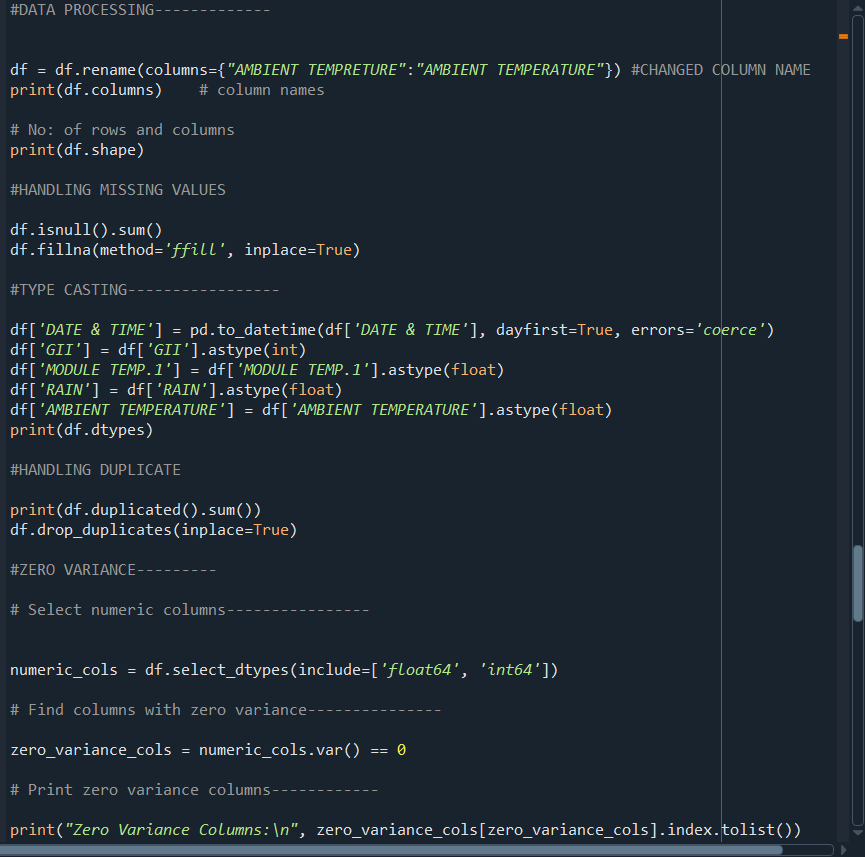 #DATA PROCESSING-------------
df = df.rename(columns={"AMBIENT TEMPRETURE":"AMBIENT TEMPERATURE"}) #CHANGED COLUMN NAME
print(df.columns)    # column names
# No: of rows and columns
print(df.shape)
#HANDLING MISSING VALUES
df.isnull().sum()
df.fillna(method='ffill', inplace=True)
#TYPE CASTING-----------------
df['DATE & TIME'] = pd.to_datetime(df['DATE & TIME'], dayfirst=True, errors='coerce')
df['GII'] = df['GII'].astype(int)
df['MODULE TEMP.1'] = df['MODULE TEMP.1'].astype(float)
df['RAIN'] = df['RAIN'].astype(float)
df['AMBIENT TEMPERATURE'] = df['AMBIENT TEMPERATURE'].astype(float)
print(df.dtypes)
#HANDLING DUPLICATE
print(df.duplicated().sum())
df.drop_duplicates(inplace=True)
#ZERO VARIANCE---------
# Select numeric columns----------------
numeric_cols = df.select_dtypes(include=['float64', 'int64'])
# Find columns with zero variance---------------
zero_variance_cols = numeric_cols.var() == 0
# Print zero variance columns------------
print("Zero Variance Columns:\n", zero_variance_cols[zero_variance_cols].index.tolist())